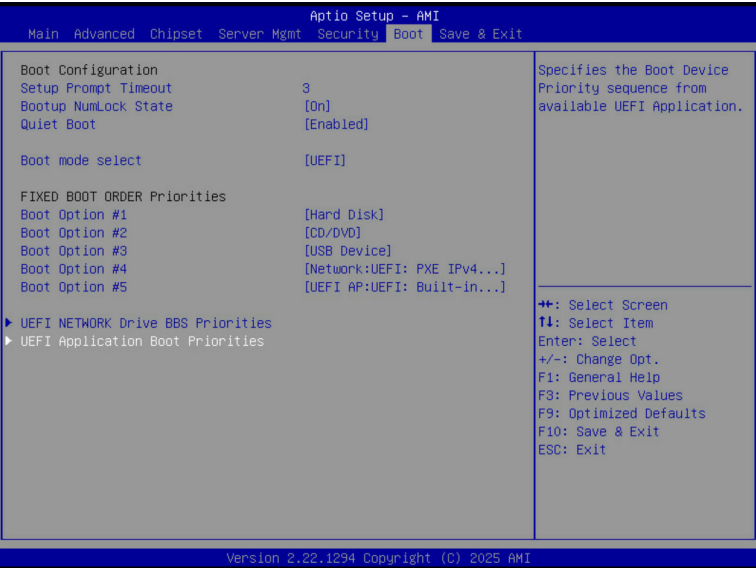 Aptio Setup – AMI
Main Advanced Chipset Server Mgmt Security Boot Save & Exit
Boot Configuration
Setup Prompt Timeout 3
Bootup NumLock State [On]
Quiet Boot [Enabled]
Boot mode select [UEFI]
FIXED BOOT ORDER Priorities
Boot Option #1 [Hard Disk]
Boot Option #2 [CD/DVD]
Boot Option #3 [USB Device]
Boot Option #4 [Network:UEFI: PXE IPv4...]
Boot Option #5 [UEFI AP:UEFI: Built-in...]
UEFI NETWORK Drive BBS Priorities
UEFI Application Boot Priorities
Specifies the Boot Device
Priority sequence from
available UEFI Application.
→←: Select Screen
↑↓: Select Item
Enter: Select
+/-: Change Opt.
F1: General Help
F3: Previous Values
F9: Optimized Defaults
F10: Save & Exit
ESC: Exit
Version 2.22.1294 Copyright (C) 2025 AMI